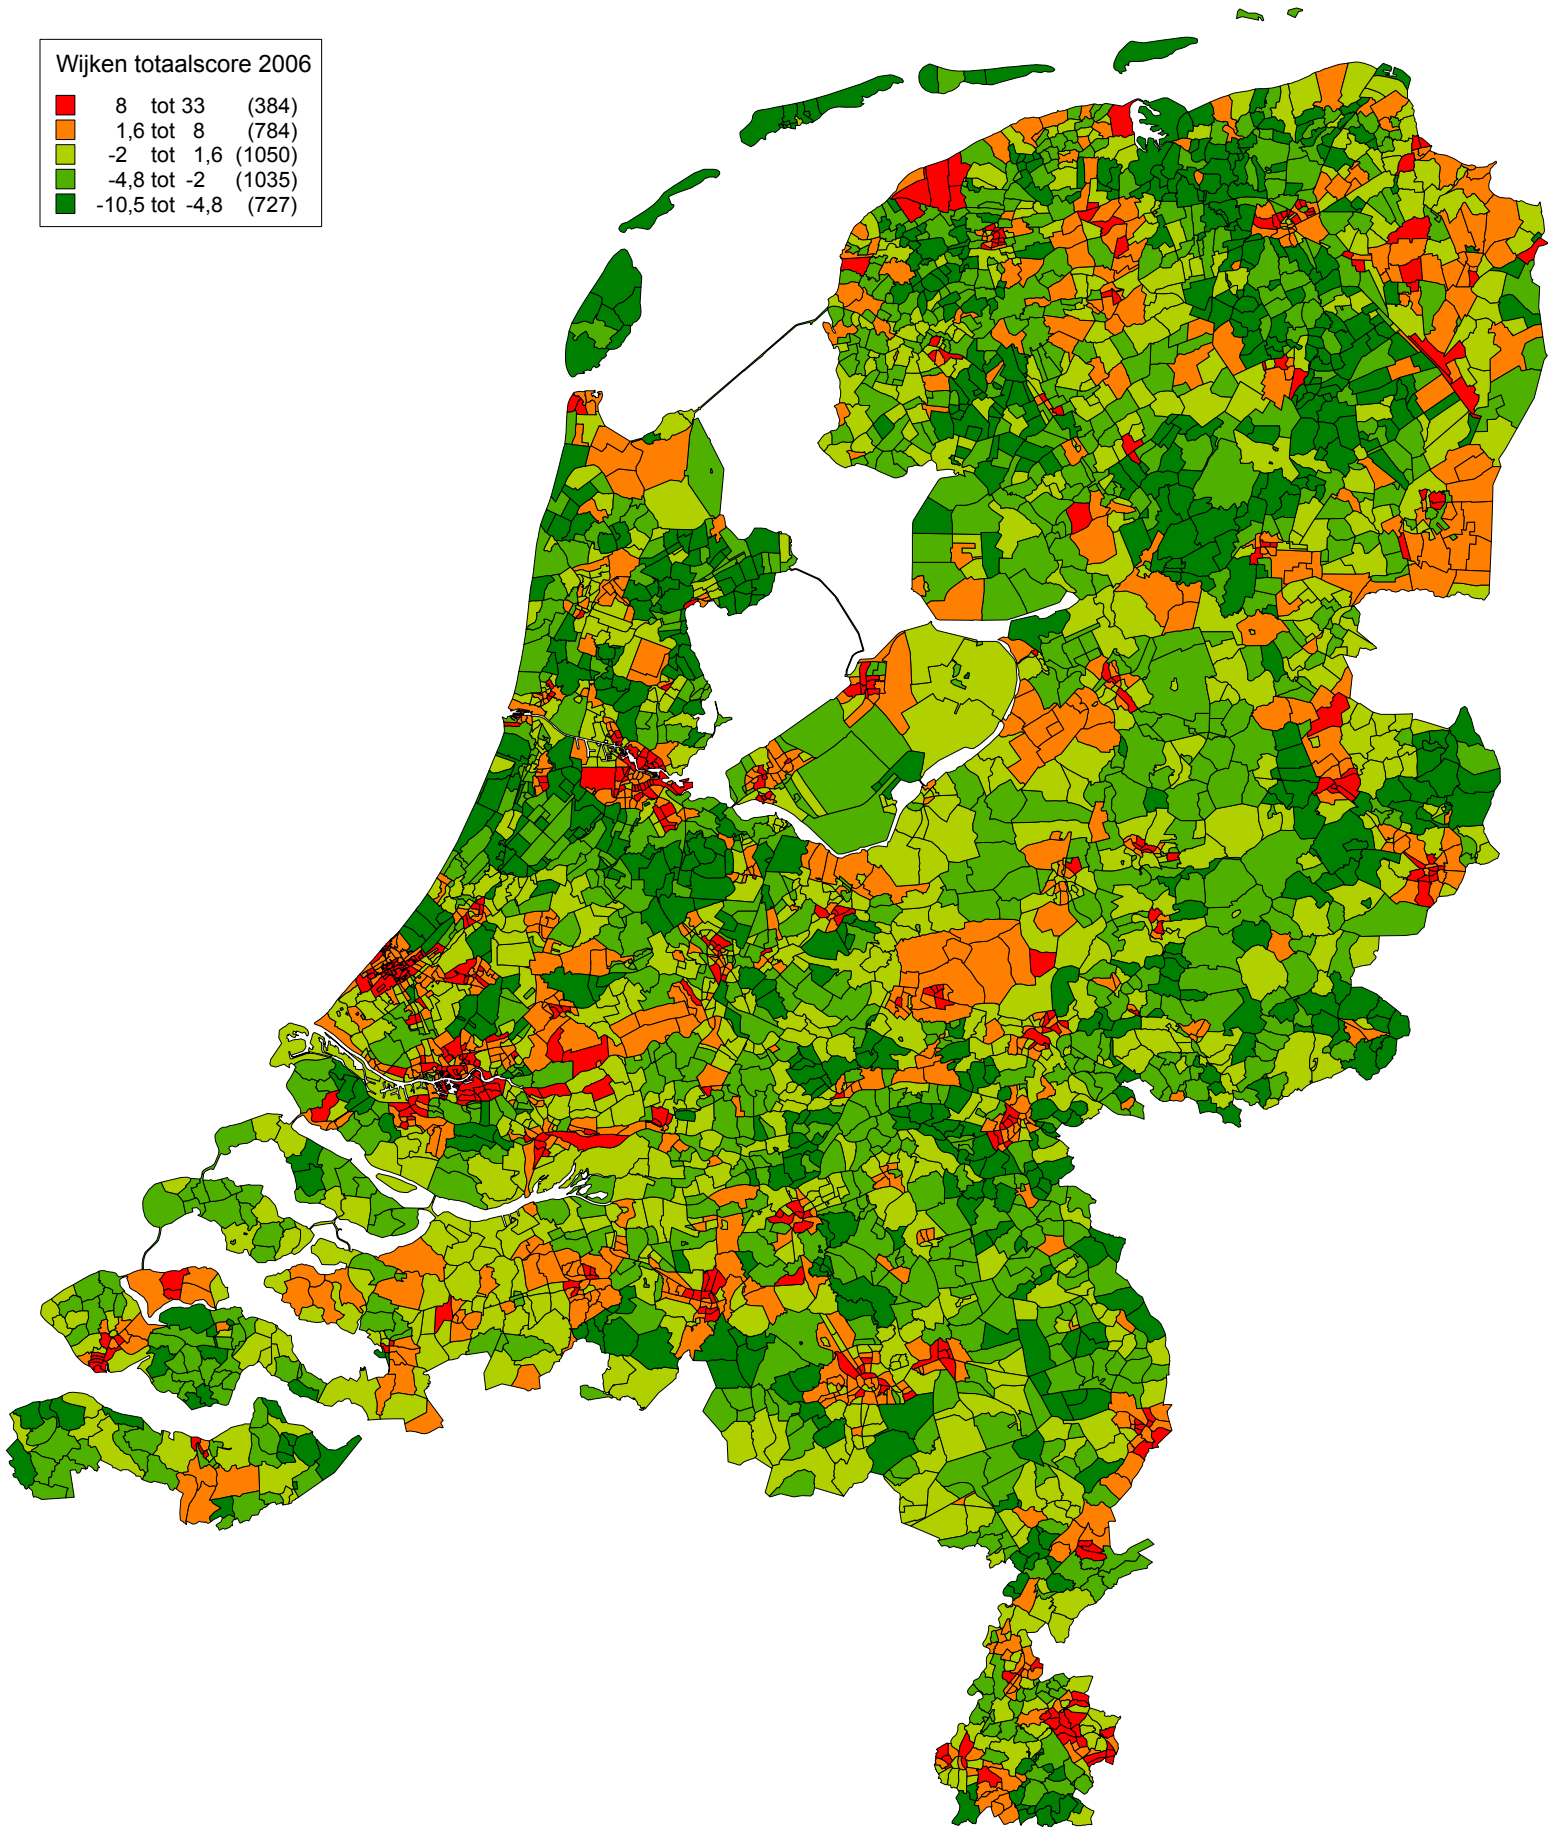 Wijken totaalscore 2006
8 tot 33 (384)
1,6 tot 8 (784)
-2 tot 1,6 (1050)
-4,8 tot -2 (1035)
-10,5 tot -4,8 (727)